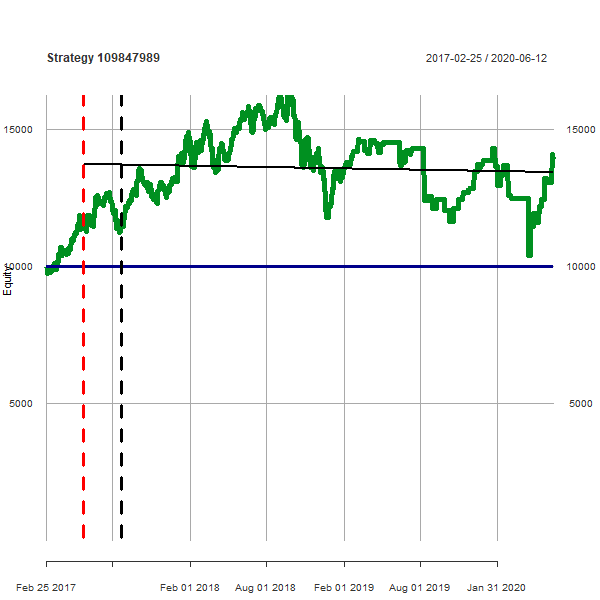 Strategy 109847989
2017-02-25 / 2020-06-12
15000
15000
10000
10000
Equity
5000
5000
Feb 25 2017
Feb 01 2018
Aug 01 2018
Feb 01 2019
Aug 01 2019
Jan 31 2020